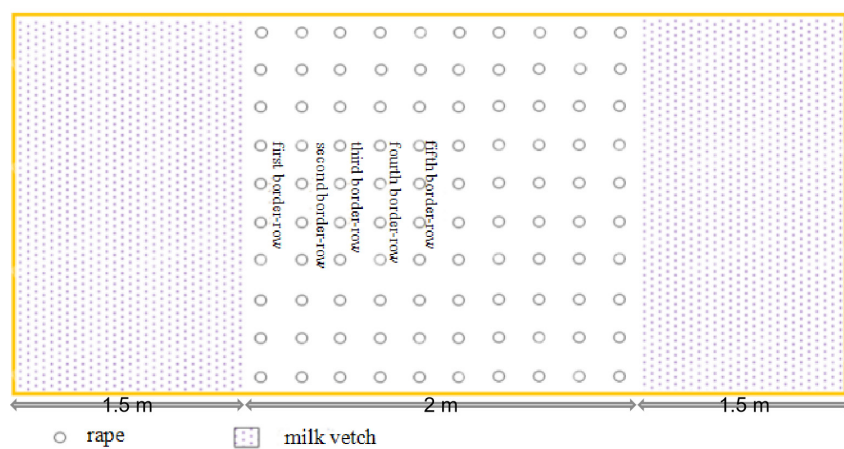 first border-row
second border-row
third border-row
fourth border-row
fifth border-row
1.5 m
2 m
1.5 m
rape
milk vetch